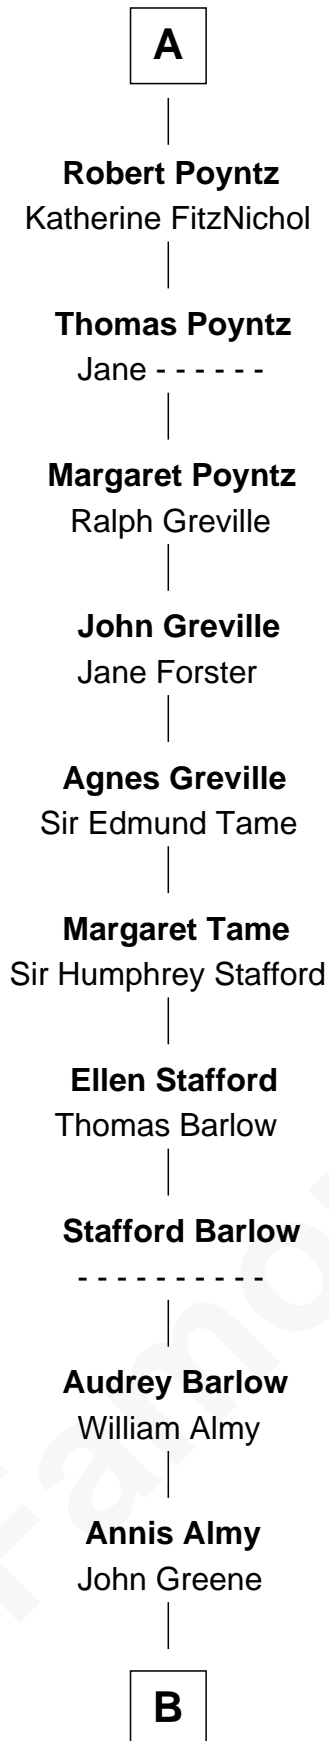 A
Robert Poyntz
Katherine FitzNichol
Thomas Poyntz
Jane - - - - - -
Margaret Poyntz
Ralph Greville
John Greville
Jane Forster
Agnes Greville
Sir Edmund Tame
Margaret Tame
Sir Humphrey Stafford
Ellen Stafford
Thomas Barlow
Stafford Barlow
- - - - - - - - - -
Audrey Barlow
William Almy
Annis Almy
John Greene
B